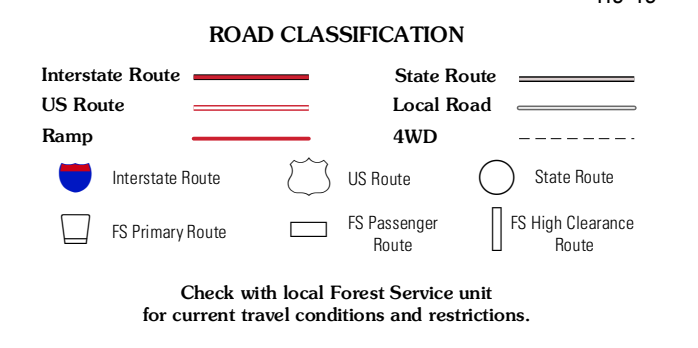 ROAD CLASSIFICATION
Interstate Route
State Route
US Route
Local Road
Ramp
4WD
Interstate Route
US Route
State Route
FS Primary Route
FS Passenger
Route
FS High Clearance
Route
Check with local Forest Service unit
for current travel conditions and restrictions.